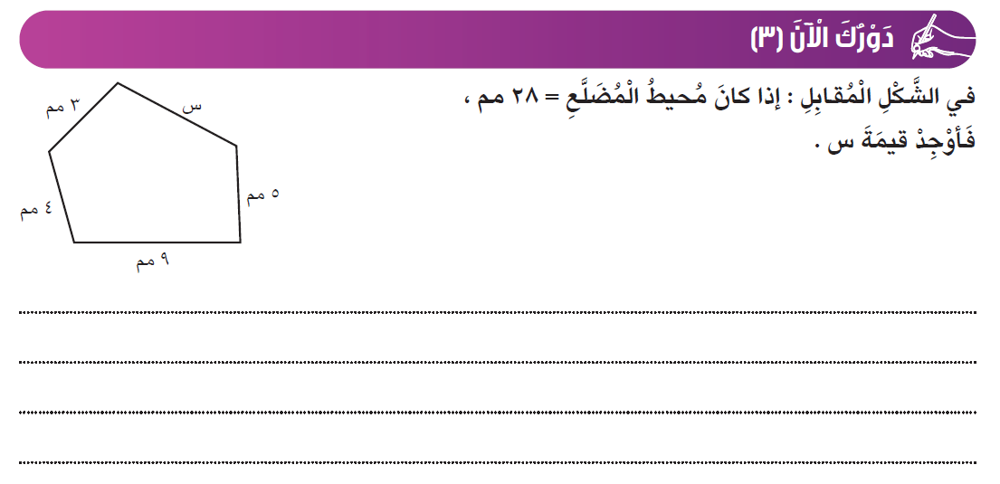 دَوْرُكَ الْآنَ (٣)
في الشَّكْلِ الْمُقابِلِ : إذا كانَ مُحيطُ الْمُضَلَّعِ = ٢٨ مم ،
فَأَوْجِدْ قيمَةَ س .
س
٣ مم
٥ مم
٤ مم
٩ مم